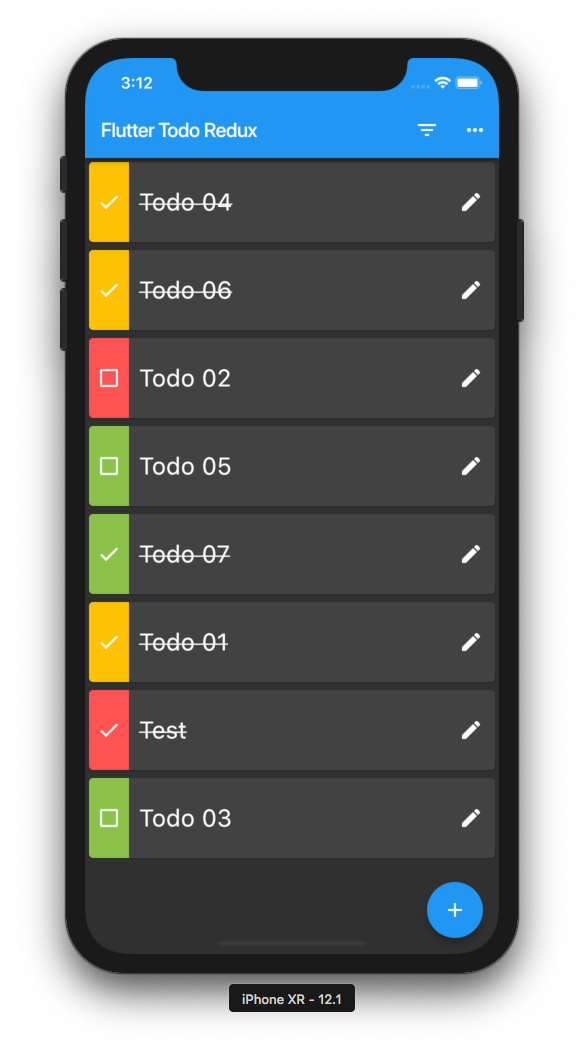 3:12
Flutter Todo Redux
Todo 04
Todo 06
Todo 02
Todo 05
Todo 07
Todo 01
Test
Todo 03
iPhone XR - 12.1